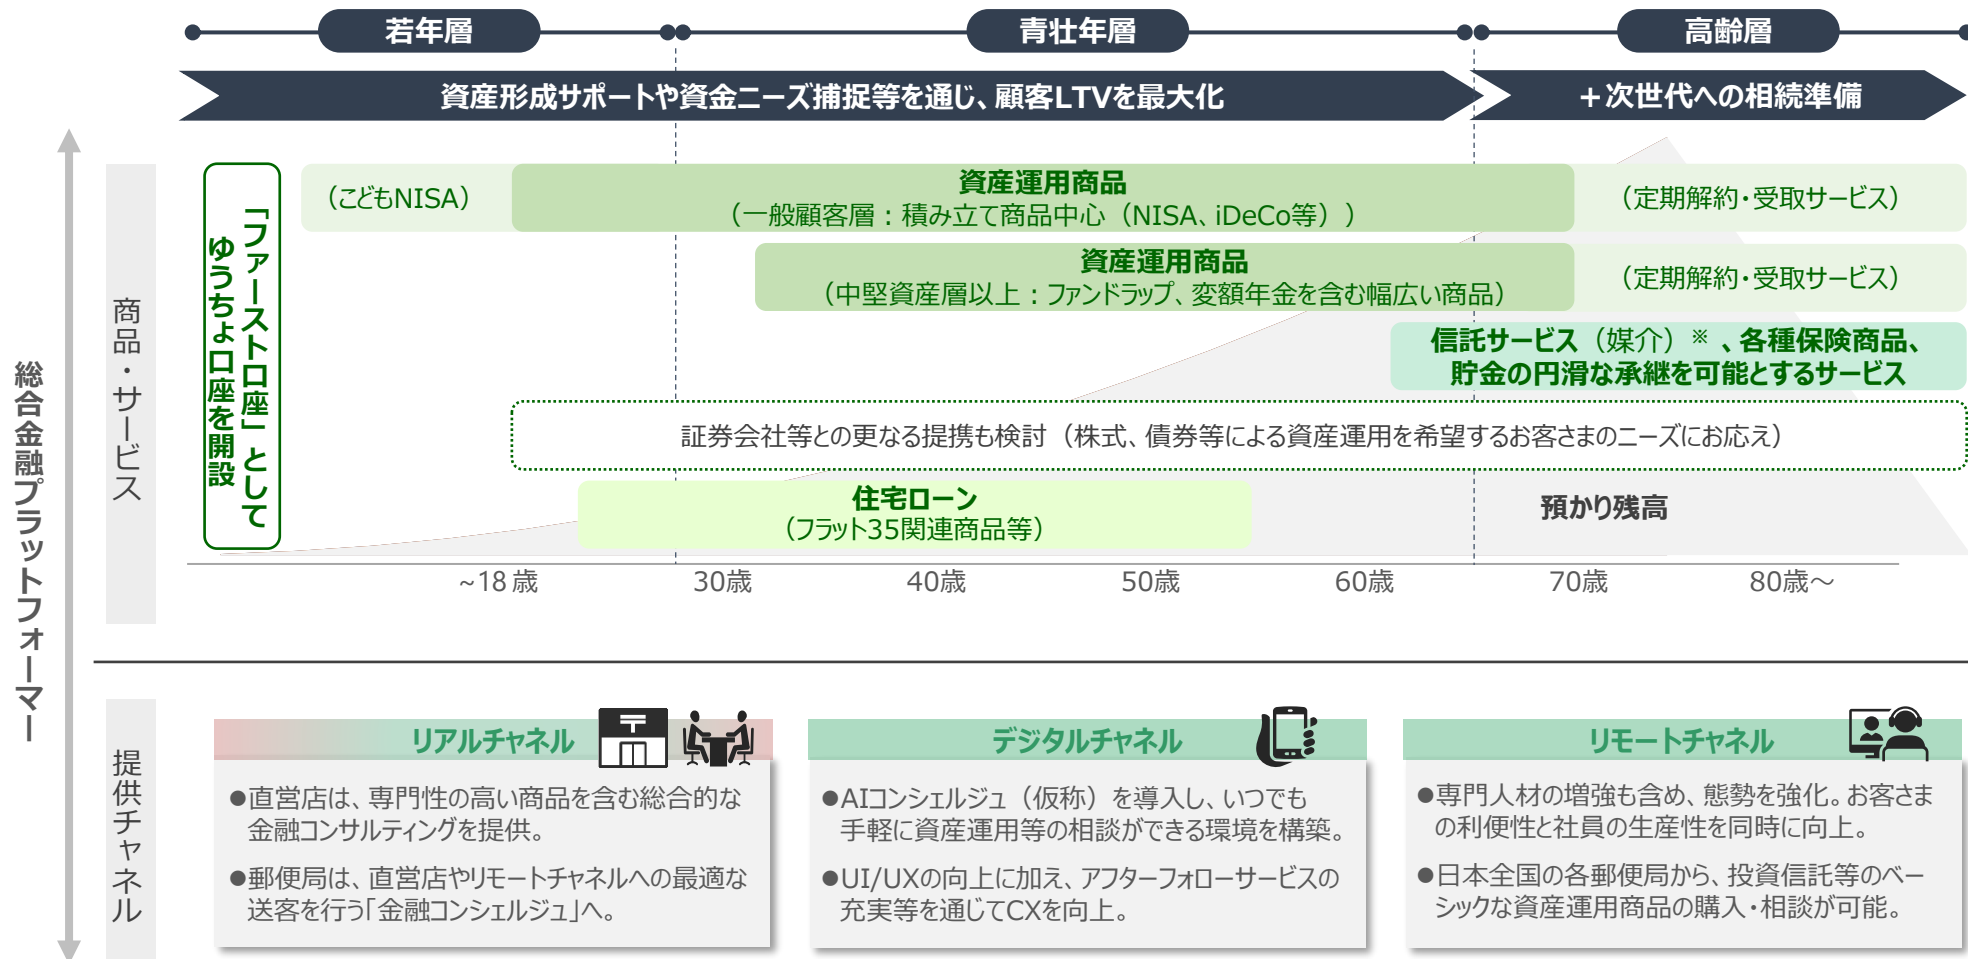 若年層
青壮年層
高齢層
資産形成サポートや資金ニーズ捕捉等を通じ、顧客LTVを最大化
＋次世代への相続準備
総合金融プラットフォーマー
商品・サービス
「ファースト口座」として
ゆうちょ口座を開設
（こどもNISA）
資産運用商品
（一般顧客層：積み立て商品中心（NISA、iDeCo等））
（定期解約・受取サービス）
資産運用商品
（中堅資産層以上：ファンドラップ、変額年金を含む幅広い商品）
（定期解約・受取サービス）
信託サービス（媒介）※、各種保険商品、
貯金の円滑な承継を可能とするサービス
証券会社等との更なる提携も検討（株式、債券等による資産運用を希望するお客さまのニーズにお応え）
住宅ローン
（フラット35関連商品等）
預かり残高
~18歳
30歳
40歳
50歳
60歳
70歳
80歳～
提供チャネル
リアルチャネル
●直営店は、専門性の高い商品を含む総合的な
金融コンサルティングを提供。
●郵便局は、直営店やリモートチャネルへの最適な
送客を行う「金融コンシェルジュ」へ。
デジタルチャネル
●AIコンシェルジュ（仮称）を導入し、いつでも
手軽に資産運用等の相談ができる環境を構築。
●UI/UXの向上に加え、アフターフォローサービスの
充実等を通じてCXを向上。
リモートチャネル
●専門人材の増強も含め、態勢を強化。お客さま
の利便性と社員の生産性を同時に向上。
●日本全国の各郵便局から、投資信託等のベー
シックな資産運用商品の購入・相談が可能。